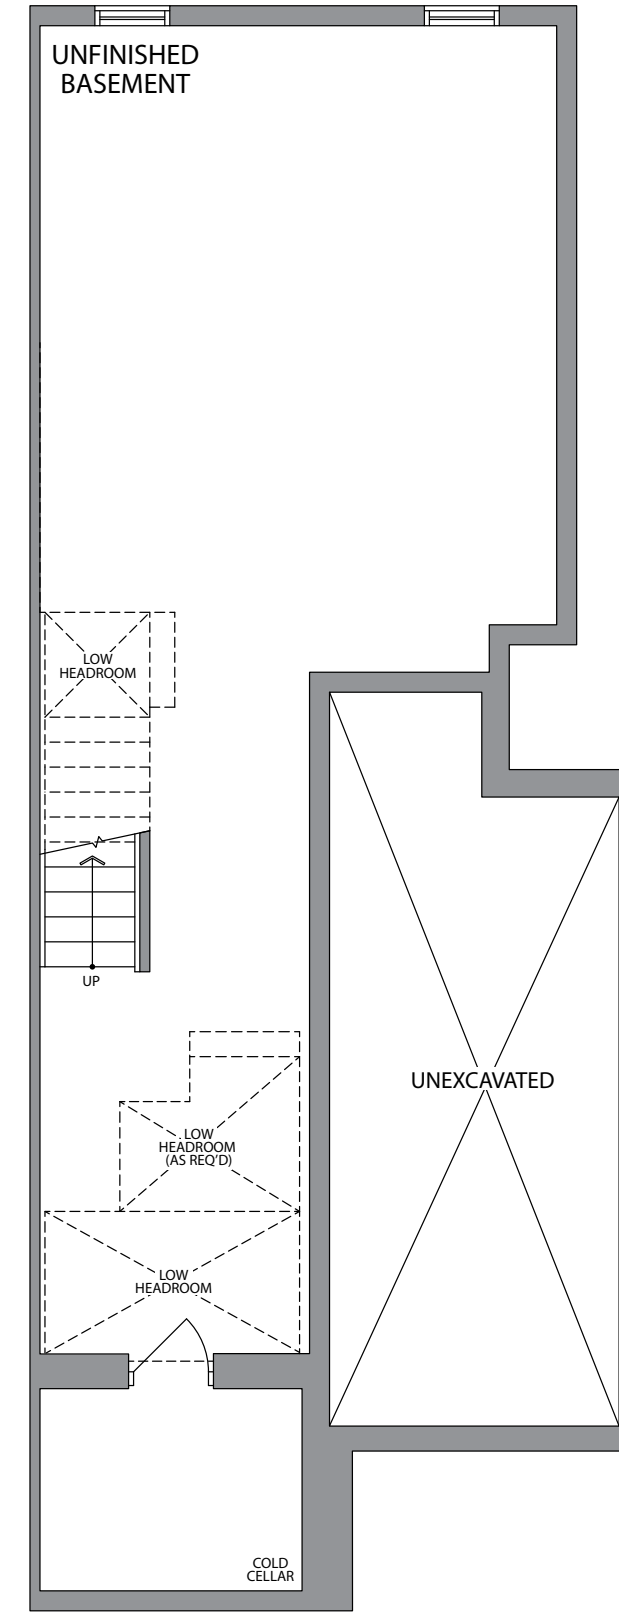 UNFINISHED
BASEMENT
LOW
HEADROOM
UP
UNEXCAVATED
LOW
HEADROOM
(AS REQ'D)
LOW
HEADROOM
COLD
CELLAR